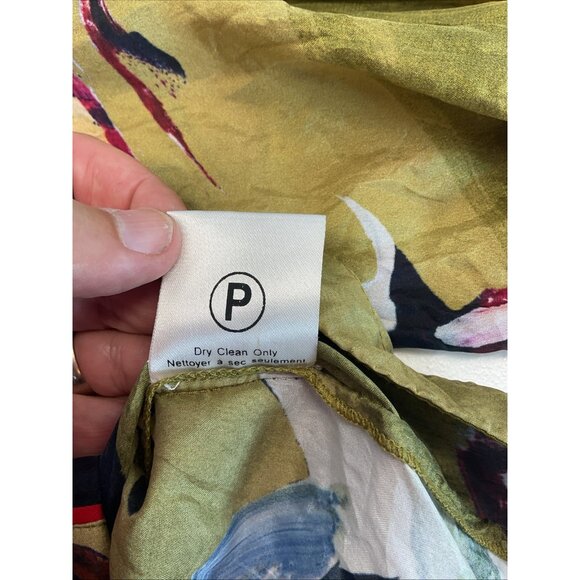 P
Dry Clean Only
Nettoyer a sec seulement